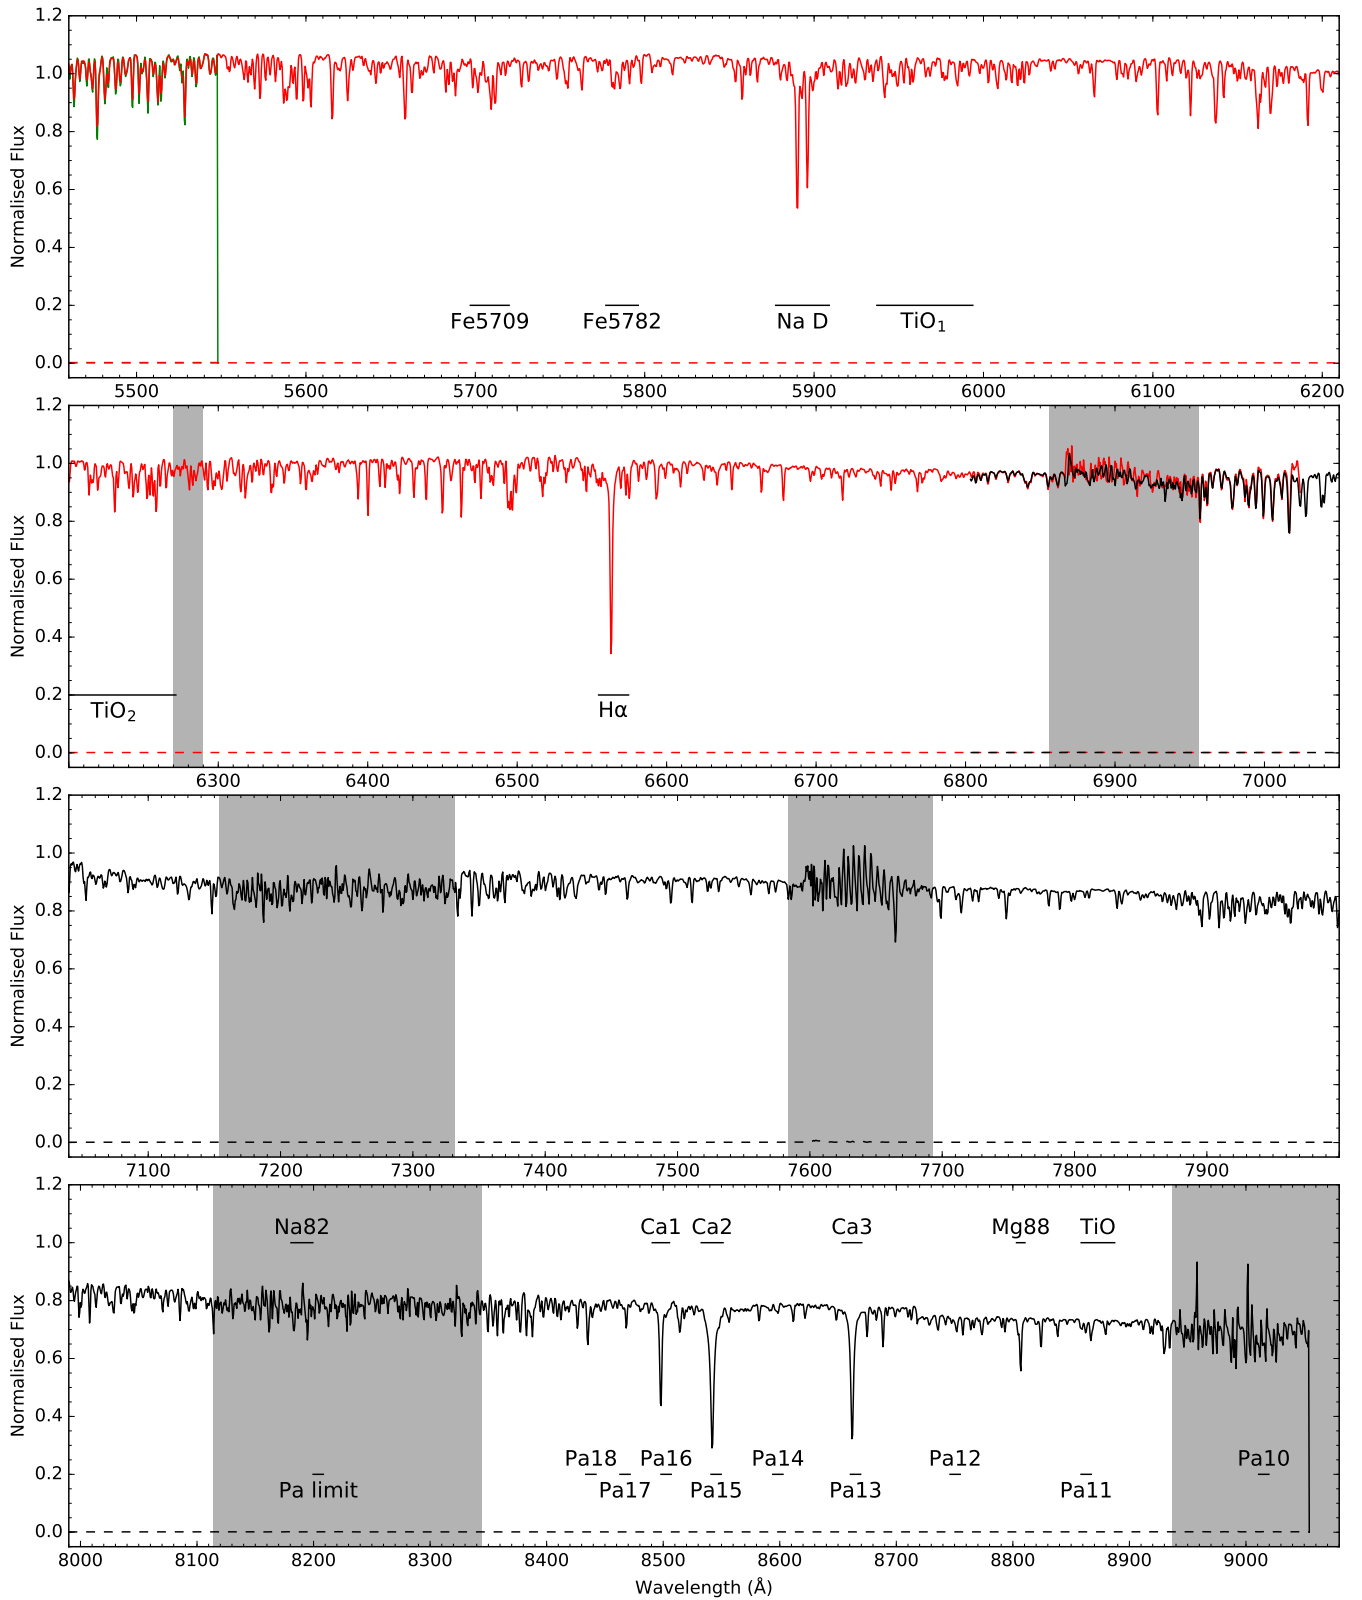 1.2
1.0
0.8
0.6
0.4
0.2
0.0
Normalised Flux
Fe5709 Fe5782 Na D TiO₁
5500 5600 5700 5800 5900 6000 6100 6200
1.2
1.0
0.8
0.6
0.4
0.2
0.0
Normalised Flux
TiO₂ Hα
6300 6400 6500 6600 6700 6800 6900 7000
1.2
1.0
0.8
0.6
0.4
0.2
0.0
Normalised Flux
7100 7200 7300 7400 7500 7600 7700 7800 7900
1.2
1.0
0.8
0.6
0.4
0.2
0.0
Normalised Flux
Na82 Ca1 Ca2 Ca3 Mg88 TiO
Pa18 Pa16 Pa14 Pa12 Pa10
Pa limit Pa17 Pa15 Pa13 Pa11
8000 8100 8200 8300 8400 8500 8600 8700 8800 8900 9000
Wavelength (Å)